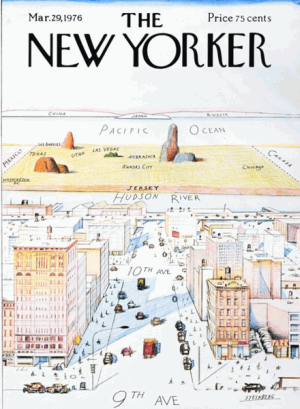 Mar. 29, 1976
THE
Price 75 cents
NEW YORKER
CHINA
JAPAN
RUSSIA
PACIFIC OCEAN
LOS ANGELES
MEXICO
TEXAS
UTAH
LAS VEGAS
NEBRASKA
KANSAS CITY
CANADA
Chicago
WASHINGTON D.C.
JERSEY
HUDSON RIVER
10TH AVE
9TH AVE
STEINBERG